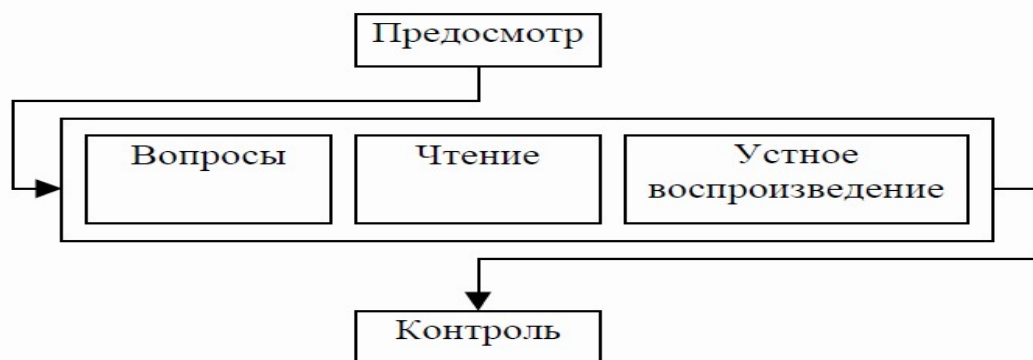 Предосмотр
Вопросы
Чтение
Устное
воспроизведение
Контроль